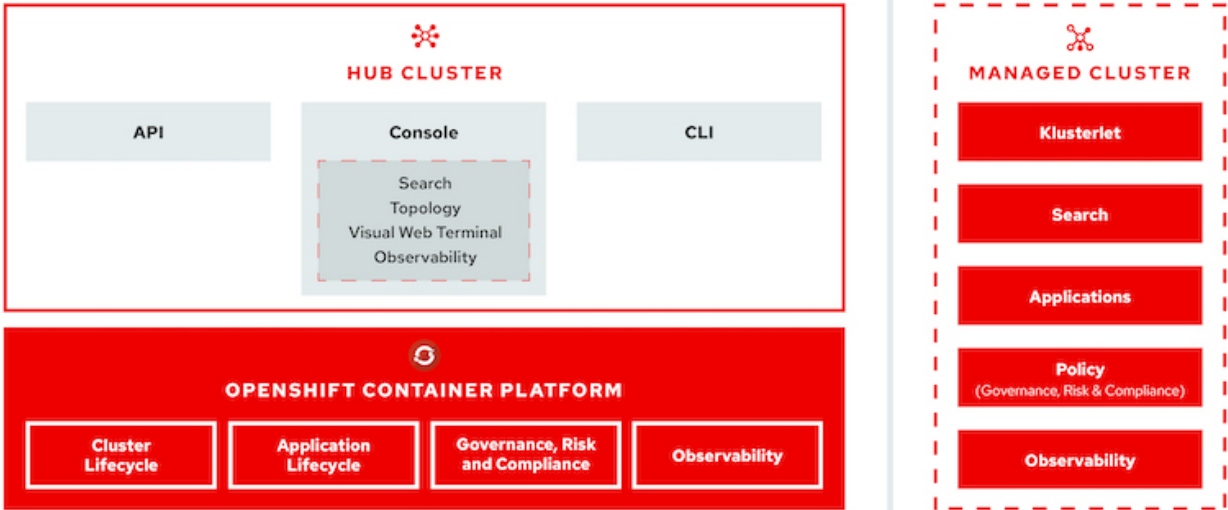 HUB CLUSTER
API
Console
CLI
Search
Topology
Visual Web Terminal
Observability
OPENSHIFT CONTAINER PLATFORM
Cluster
Lifecycle
Application
Lifecycle
Governance, Risk
and Compliance
Observability
MANAGED CLUSTER
Klusterlet
Search
Applications
Policy
(Governance, Risk & Compliance)
Observability